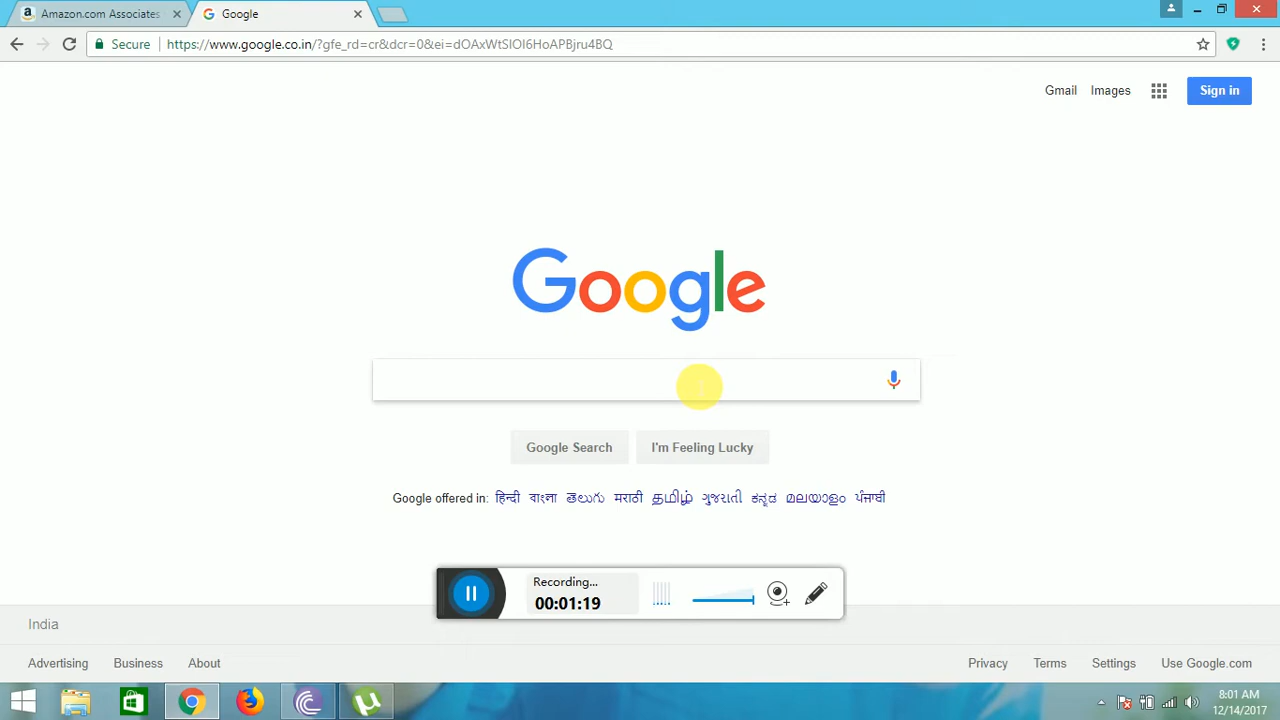 Amazon.com Associates
Google
Secure https://www.google.co.in/?gfe_rd=cr&dcr=0&ei=dOAxWtSIOI6HoAPBjru4BQ
Gmail Images Sign in
Google
Google Search I'm Feeling Lucky
Google offered in: हिन्दी বাংলা తెలుగు मराठी தமிழ் ગુજરાતી ಕನ್ನಡ മലയാളം ਪੰਜਾਬੀ
Recording...
00:01:19
India
Advertising Business About Privacy Terms Settings Use Google.com
8:01 AM
12/14/2017